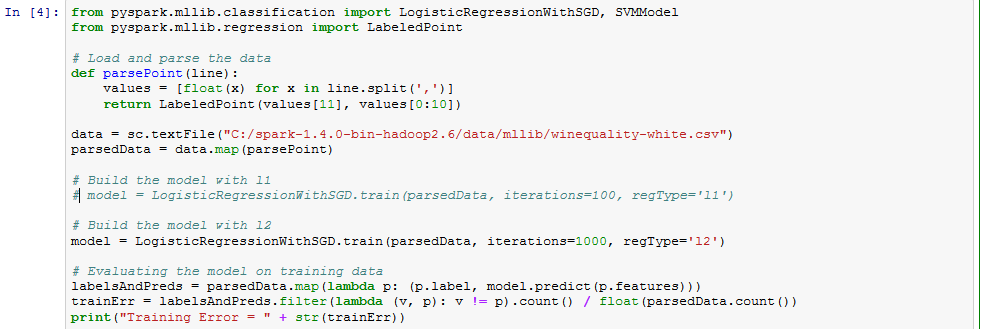 In [4]: from pyspark.mllib.classification import LogisticRegressionWithSGD, SVMModel
from pyspark.mllib.regression import LabeledPoint
# Load and parse the data
def parsePoint(line):
    values = [float(x) for x in line.split(',')]
    return LabeledPoint(values[11], values[0:10])
data = sc.textFile("C:/spark-1.4.0-bin-hadoop2.6/data/mllib/winequality-white.csv")
parsedData = data.map(parsePoint)
# Build the model with l1
# model = LogisticRegressionWithSGD.train(parsedData, iterations=100, regType='l1')
# Build the model with l2
model = LogisticRegressionWithSGD.train(parsedData, iterations=1000, regType='l2')
# Evaluating the model on training data
labelsAndPreds = parsedData.map(lambda p: (p.label, model.predict(p.features)))
trainErr = labelsAndPreds.filter(lambda (v, p): v != p).count() / float(parsedData.count())
print("Training Error = " + str(trainErr))